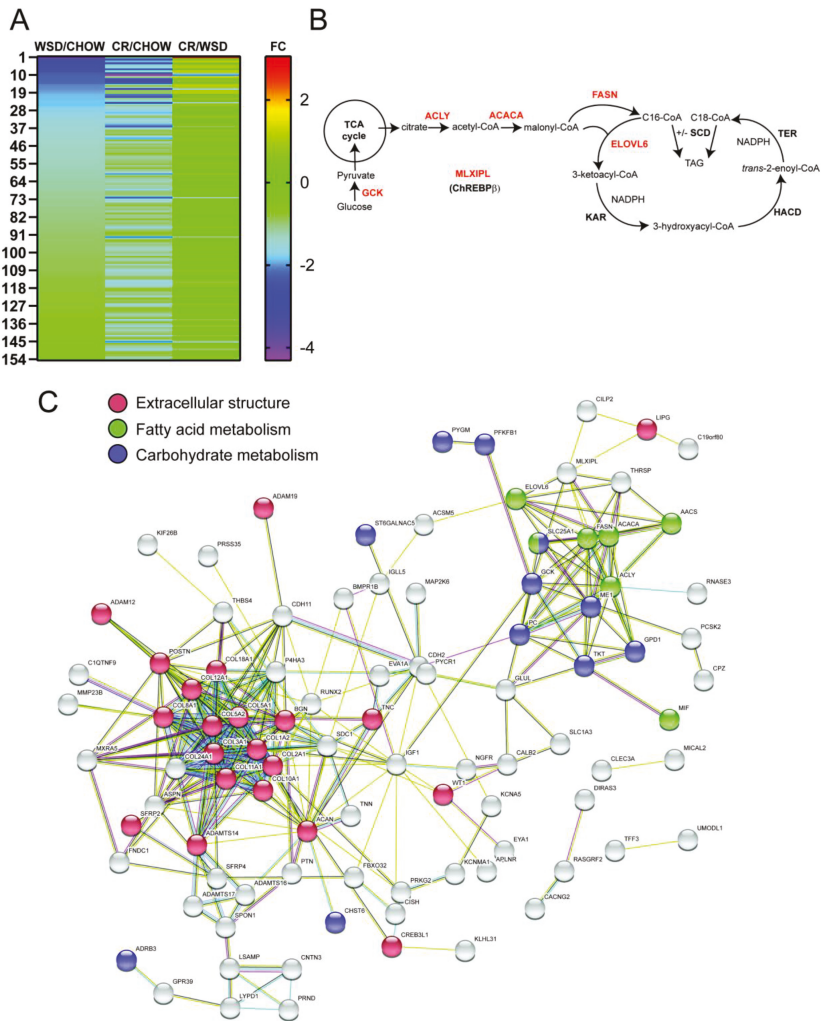 A
WSD/CHOW CR/CHOW CR/WSD
FC
1
10
19
28
37
46
55
64
73
82
91
100
109
118
127
136
145
154
2
0
-2
-4
B
TCA
cycle
citrate
ACLY
acetyl-CoA
ACACA
malonyl-CoA
FASN
C16-CoA
C18-CoA
+/- SCD
TAG
TER
NADPH
trans-2-enoyl-CoA
ELOVL6
MLXIPL
(ChREBPβ)
Pyruvate
GCK
Glucose
3-ketoacyl-CoA
NADPH
KAR
3-hydroxyacyl-CoA
HACD
C
Extracellular structure
Fatty acid metabolism
Carbohydrate metabolism
CILP2
LIPG
C19orf80
PYGM
PFKFB1
MLXIPL
THRSP
ELOVL6
AACS
ADAM19
ACSM5
SLC25A1
FASN
ACACA
ST6GALNAC5
KIF26B
PRSS35
IGLL5
GCK
ACLY
RNASE3
BMPR1B
MAP2K6
ME1
ADAM12
THBS4
CDH11
PC
GPD1
PCSK2
POSTN
COL18A1
P4HA3
EVA1A
CDH2
PYCR1
TKT
CPZ
C1QTNF9
COL12A1
RUNX2
GLUL
MMP23B
COL8A1
COL5A2
COL5A1
BGN
TNC
MIF
MXRA5
COL3A1
COL1A2
SDC1
SLC1A3
COL24A1
COL2A1
IGF1
NGFR
CALB2
CLEC3A
MICAL2
COL11A1
COL10A1
WT1
DIRAS3
ASPN
TNN
KCNA5
SFRP2
ADAMTS14
ACAN
EYA1
TFF3
UMODL1
FNDC1
SFRP4
PTN
FBXO32
KCNMA1
APLNR
RASGRF2
ADAMTS16
PRKG2
ADAMTS17
CISH
CACNG2
SPON1
CHST6
CREB3L1
KLHL31
ADRB3
LSAMP
CNTN3
GPR39
LYPD1
PRND